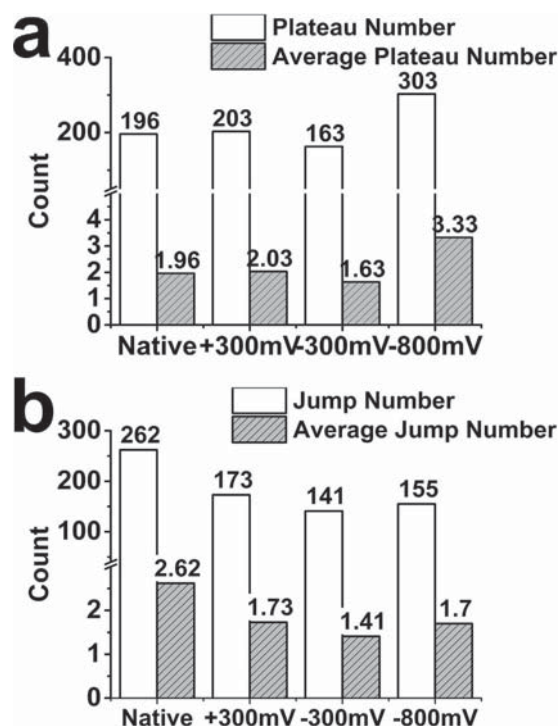 a
Plateau Number
Average Plateau Number
400
200
4
3
2
1
0
Count
196
203
163
303
1.96
2.03
1.63
3.33
Native +300mV -300mV -800mV
b
Jump Number
Average Jump Number
300
200
100
2
1
0
Count
262
173
141
155
2.62
1.73
1.41
1.7
Native +300mV -300mV -800mV